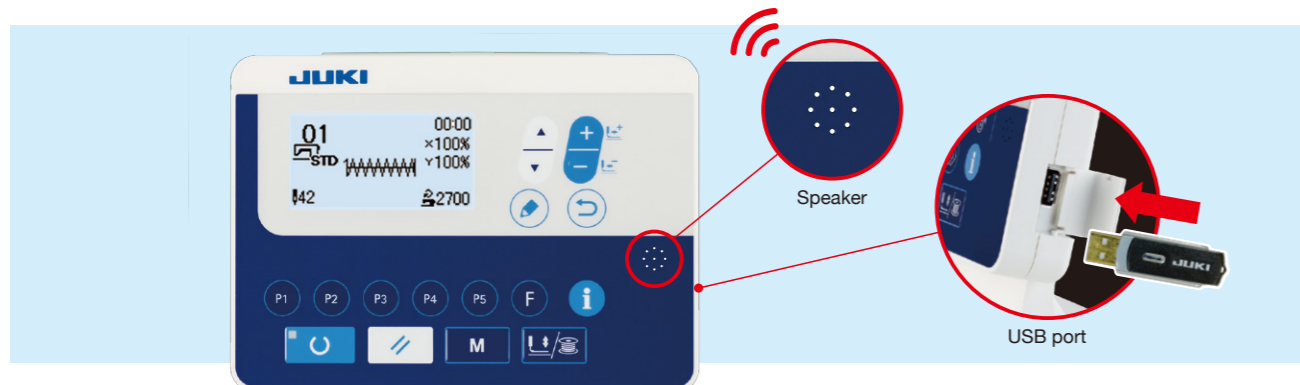 JUKI
01
00:00
×100%
STD
Y100%
42
2700
Speaker
P1
P2
P3
P4
P5
F
i
M
JUKI
USB port